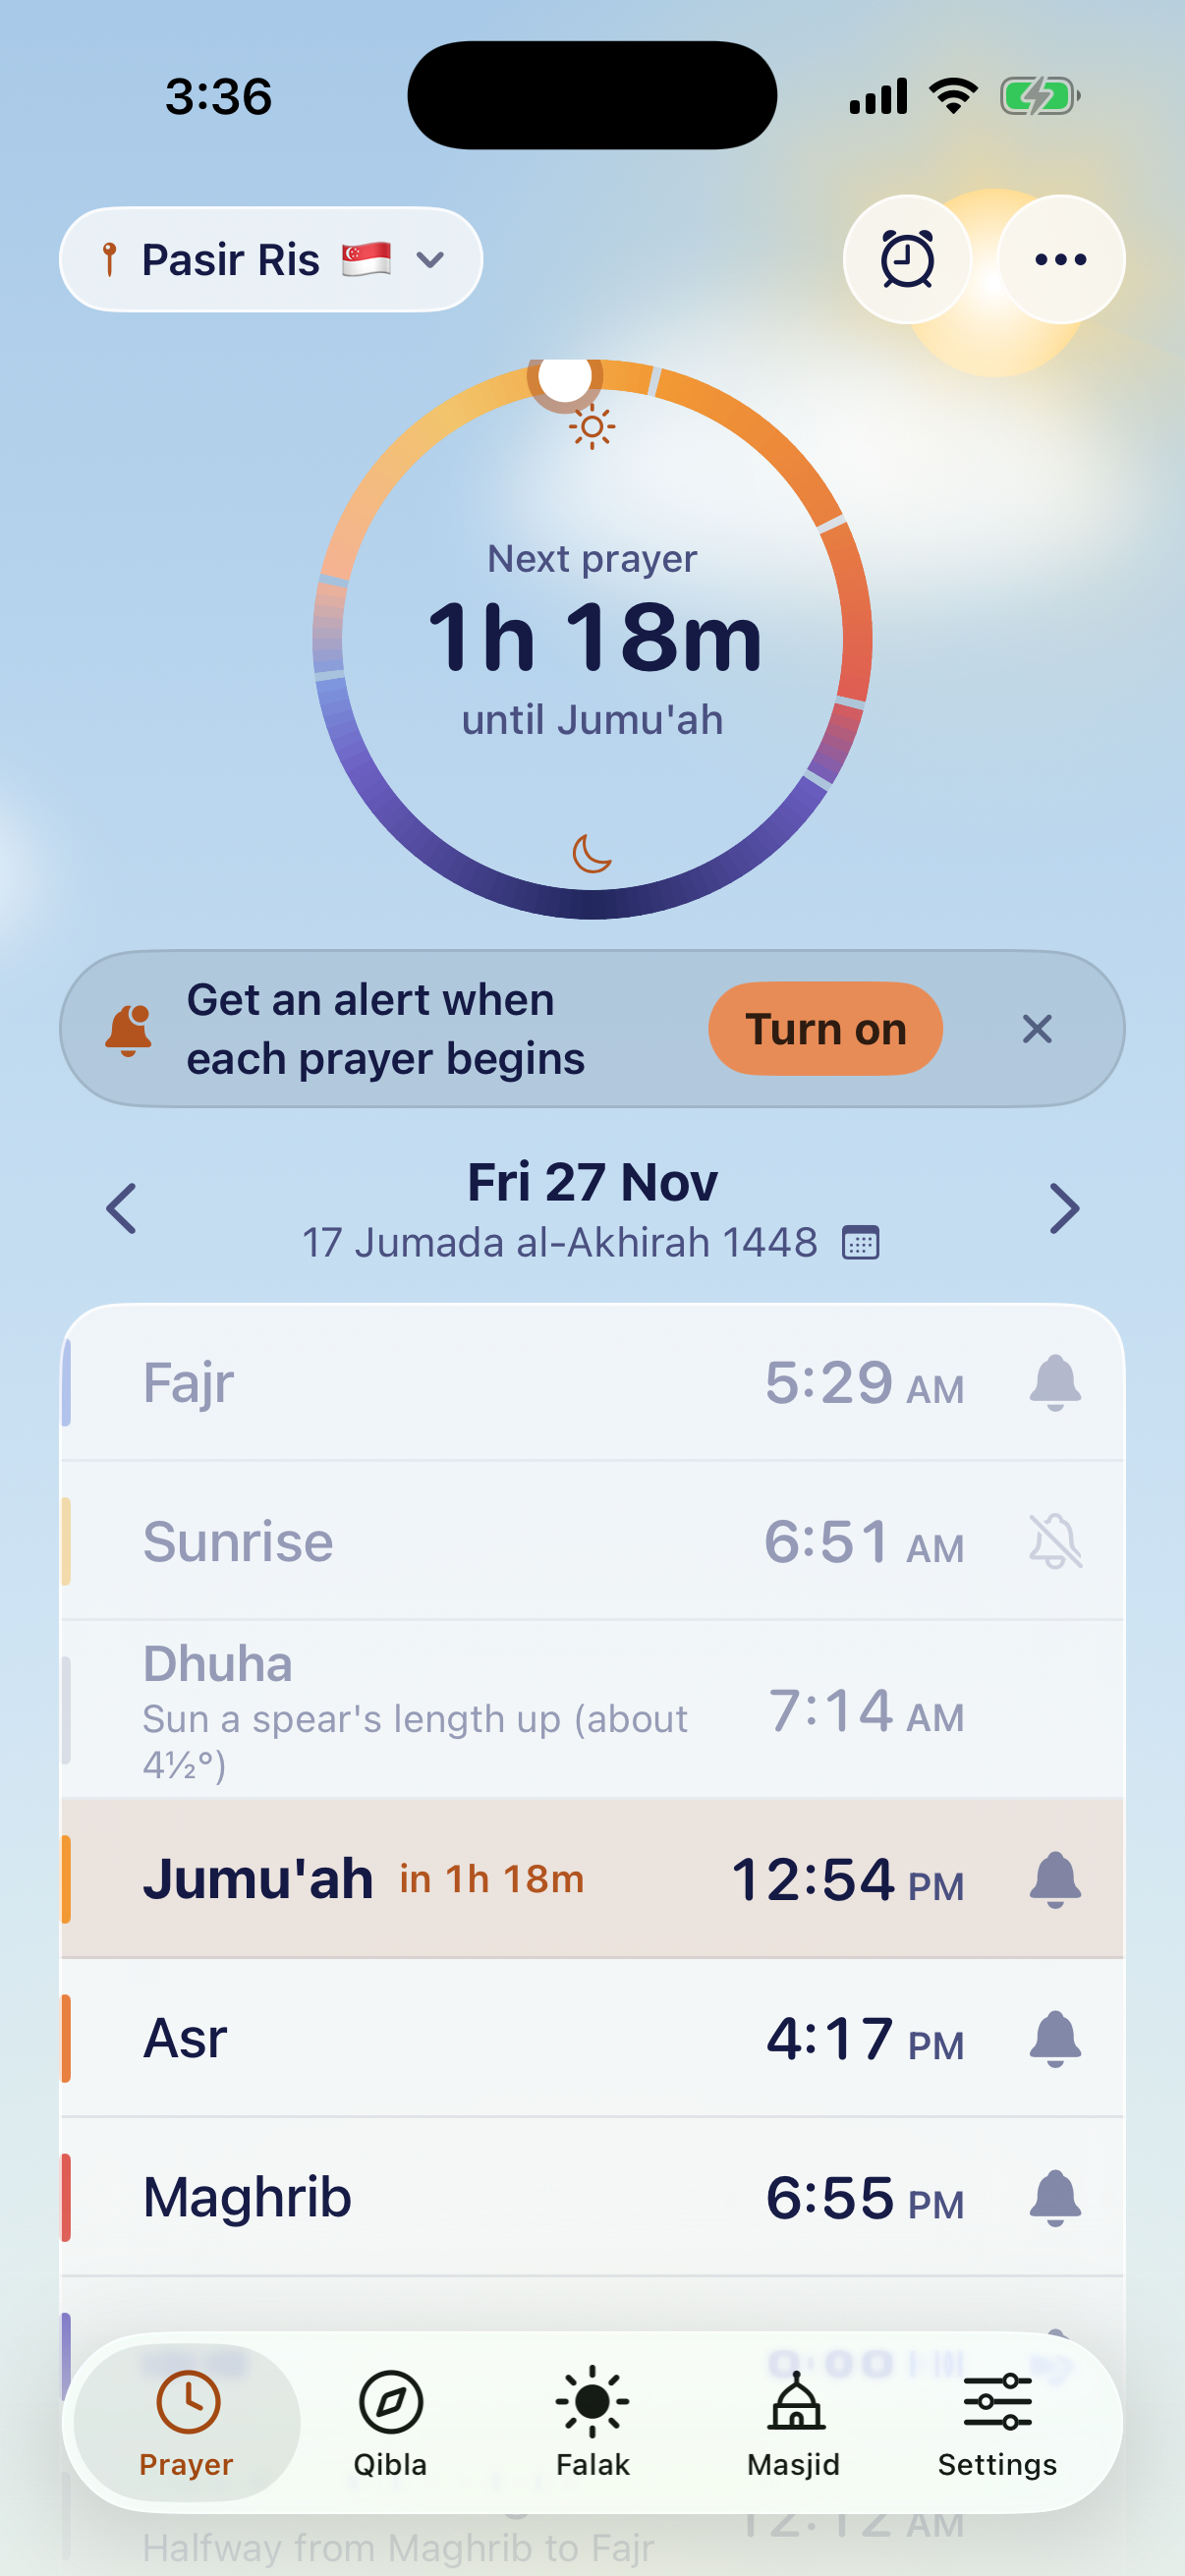 3:36
Pasir Ris
Next prayer
1h 18m
until Jumu'ah
Get an alert when
each prayer begins
Turn on
Fri 27 Nov
17 Jumada al-Akhirah 1448
Fajr 5:29 AM
Sunrise 6:51 AM
Dhuha
Sun a spear's length up (about
4½°)
7:14 AM
Jumu'ah in 1h 18m 12:54 PM
Asr 4:17 PM
Maghrib 6:55 PM
Prayer Qibla Falak Masjid Settings
12:12 AM
Halfway from Maghrib to Fajr